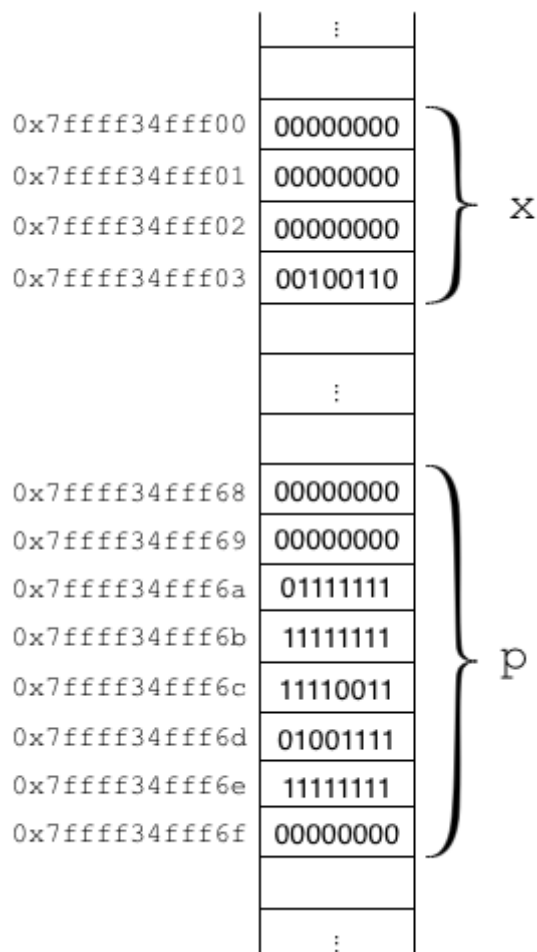 ⋮
0x7ffff34fff00 00000000
0x7ffff34fff01 00000000
x
0x7ffff34fff02 00000000
0x7ffff34fff03 00100110
⋮
0x7ffff34fff68 00000000
0x7ffff34fff69 00000000
0x7ffff34fff6a 01111111
0x7ffff34fff6b 11111111
p
0x7ffff34fff6c 11110011
0x7ffff34fff6d 01001111
0x7ffff34fff6e 11111111
0x7ffff34fff6f 00000000
⋮